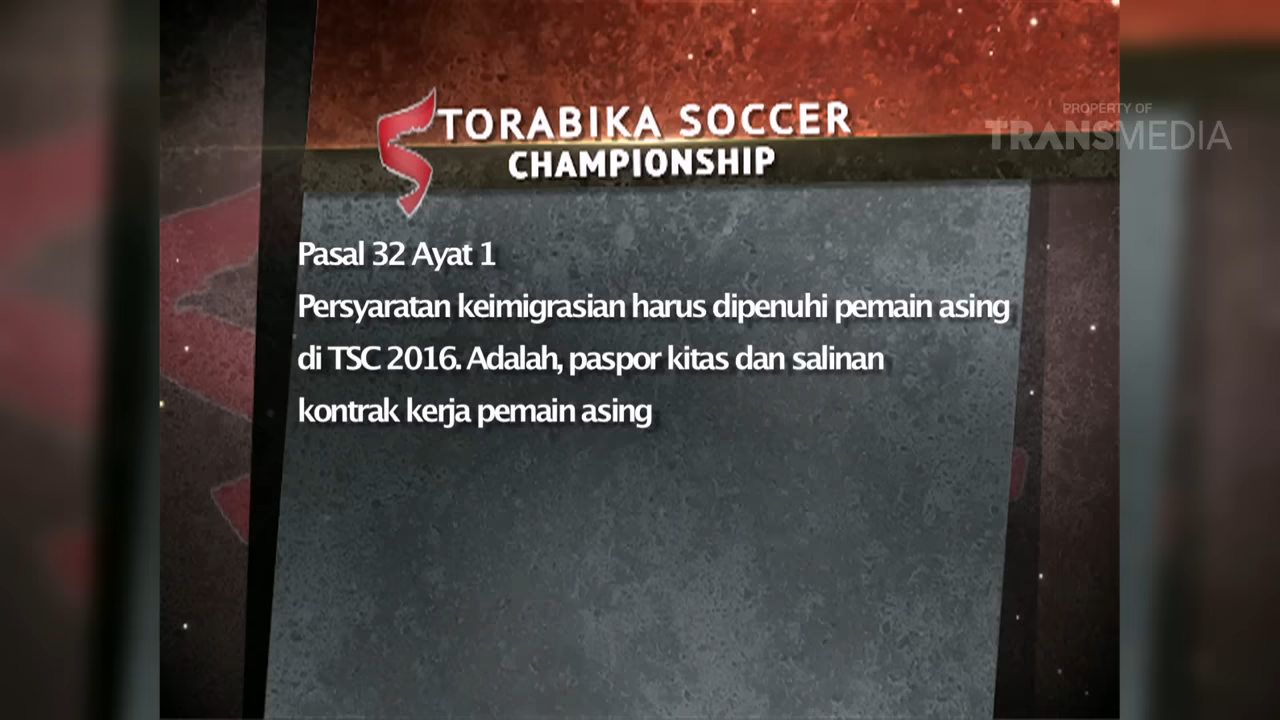 PROPERTY OF
TRANSMEDIA
TORABIKA SOCCER
CHAMPIONSHIP
Pasal 32 Ayat 1
Persyaratan keimigrasian harus dipenuhi pemain asing
di TSC 2016. Adalah, paspor kitas dan salinan
kontrak kerja pemain asing